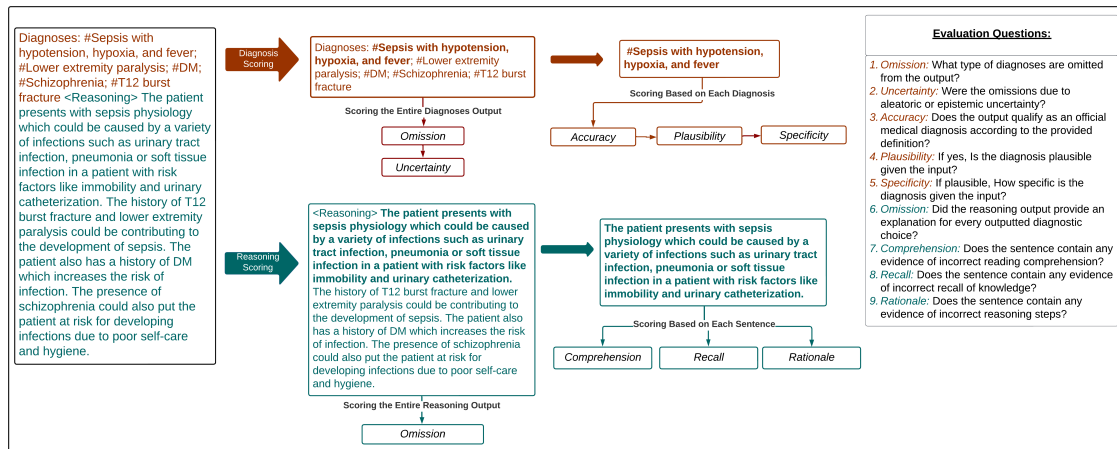 Diagnoses: #Sepsis with
hypotension, hypoxia, and fever;
#Lower extremity paralysis; #DM;
#Schizophrenia; #T12 burst
fracture <Reasoning> The patient
presents with sepsis physiology
which could be caused by a variety
of infections such as urinary tract
infection, pneumonia or soft tissue
infection in a patient with risk
factors like immobility and urinary
catheterization. The history of T12
burst fracture and lower extremity
paralysis could be contributing to
the development of sepsis. The
patient also has a history of DM
which increases the risk of
infection. The presence of
schizophrenia could also put the
patient at risk for developing
infections due to poor self-care
and hygiene.
Diagnosis
Scoring
Diagnoses: #Sepsis with hypotension,
hypoxia, and fever; #Lower extremity
paralysis; #DM; #Schizophrenia; #T12 burst
fracture
Scoring the Entire Diagnoses Output
Omission
Uncertainty
#Sepsis with hypotension,
hypoxia, and fever
Scoring Based on Each Diagnosis
Accuracy
Plausibility
Specificity
Reasoning
Scoring
<Reasoning> The patient presents with
sepsis physiology which could be caused
by a variety of infections such as urinary
tract infection, pneumonia or soft tissue
infection in a patient with risk factors like
immobility and urinary catheterization.
The history of T12 burst fracture and lower
extremity paralysis could be contributing to
the development of sepsis. The patient also
has a history of DM which increases the risk
of infection. The presence of schizophrenia
could also put the patient at risk for
developing infections due to poor self-care
and hygiene.
Scoring the Entire Reasoning Output
Omission
The patient presents with sepsis
physiology which could be caused by a
variety of infections such as urinary tract
infection, pneumonia or soft tissue
infection in a patient with risk factors like
immobility and urinary catheterization.
Scoring Based on Each Sentence
Comprehension
Recall
Rationale
Evaluation Questions:
1. Omission: What type of diagnoses are omitted
from the output?
2. Uncertainty: Were the omissions due to
aleatoric or epistemic uncertainty?
3. Accuracy: Does the output qualify as an official
medical diagnosis according to the provided
definition?
4. Plausibility: If yes, Is the diagnosis plausible
given the input?
5. Specificity: If plausible, How specific is the
diagnosis given the input?
6. Omission: Did the reasoning output provide an
explanation for every outputted diagnostic
choice?
7. Comprehension: Does the sentence contain any
evidence of incorrect reading comprehension?
8. Recall: Does the sentence contain any evidence
of incorrect recall of knowledge?
9. Rationale: Does the sentence contain any
evidence of incorrect reasoning steps?